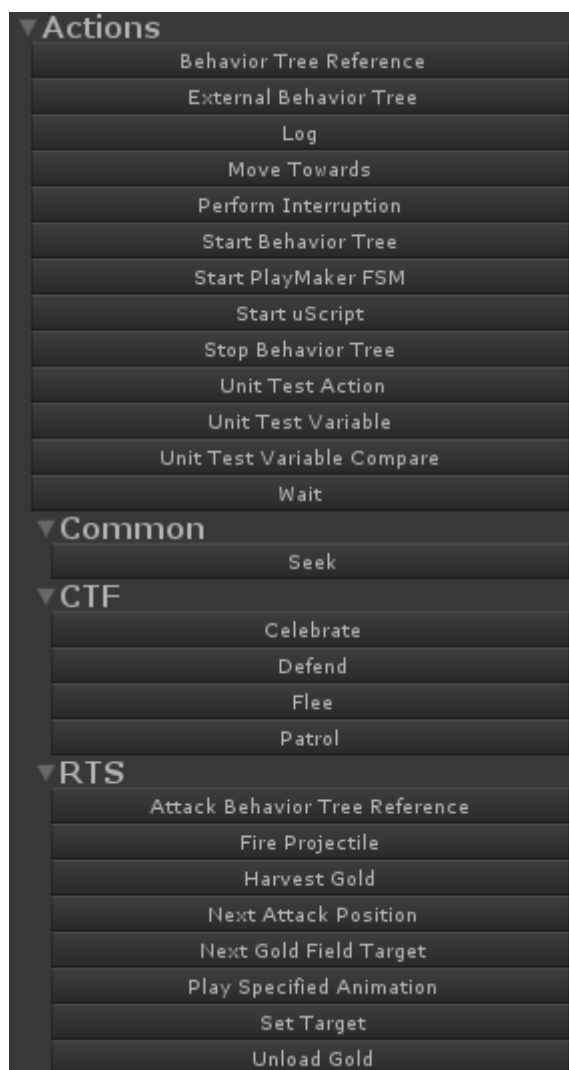 Actions
Behavior Tree Reference
External Behavior Tree
Log
Move Towards
Perform Interruption
Start Behavior Tree
Start PlayMaker FSM
Start uScript
Stop Behavior Tree
Unit Test Action
Unit Test Variable
Unit Test Variable Compare
Wait
Common
Seek
CTF
Celebrate
Defend
Flee
Patrol
RTS
Attack Behavior Tree Reference
Fire Projectile
Harvest Gold
Next Attack Position
Next Gold Field Target
Play Specified Animation
Set Target
Unload Gold